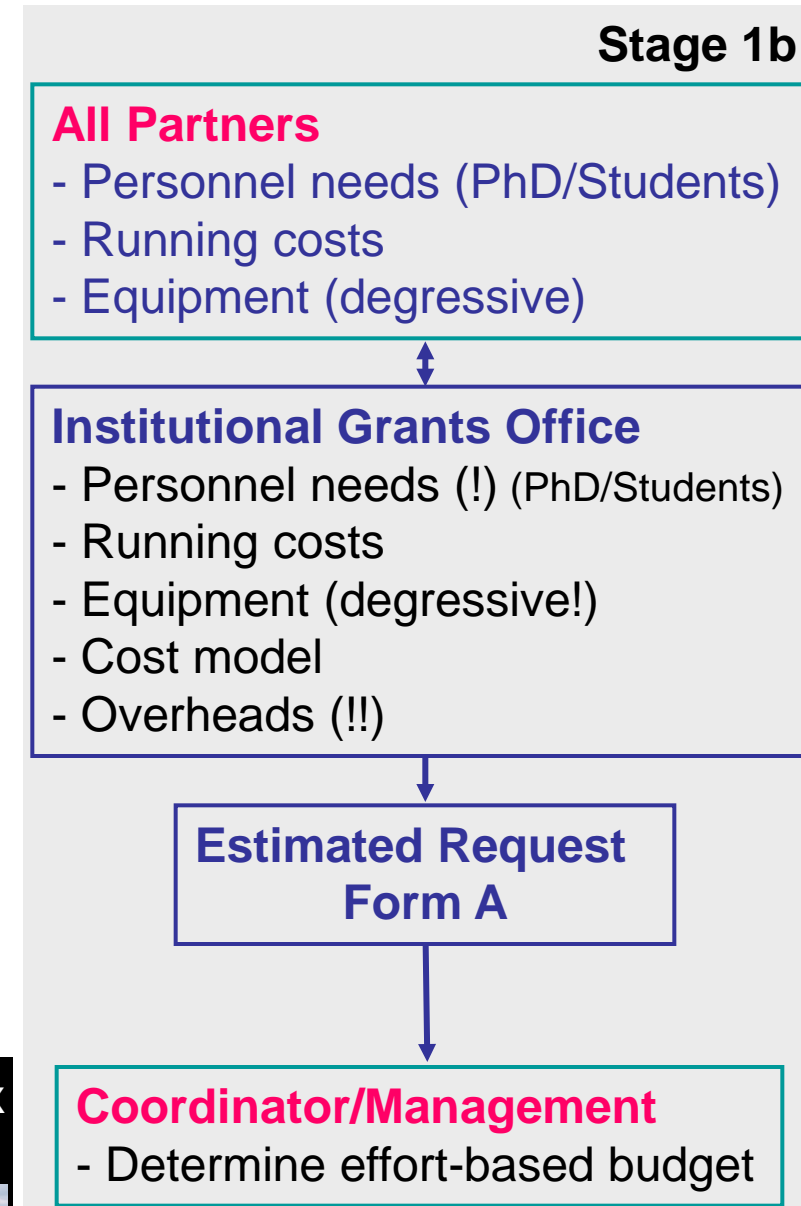 Stage 1b
All Partners
- Personnel needs (PhD/Students)
- Running costs
- Equipment (degressive)
Institutional Grants Office
- Personnel needs (!) (PhD/Students)
- Running costs
- Equipment (degressive!)
- Cost model
- Overheads (!!)
Estimated Request
Form A
Coordinator/Management
- Determine effort-based budget